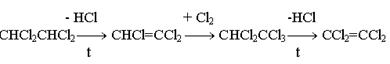 - HCl + Cl2 -HCl
CHCl2CHCl2 → CHCl=CCl2 → CHCl2CCl3 → CCl2=CCl2
t t